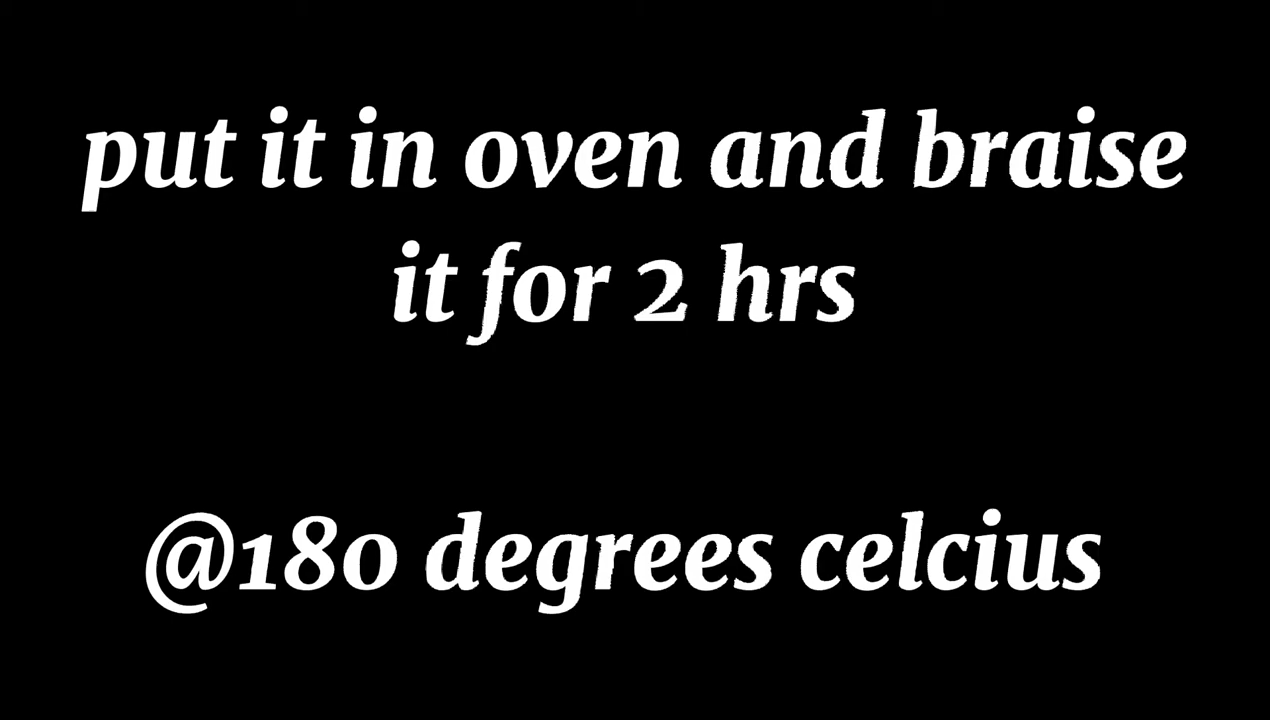 put it in oven and braise
it for 2 hrs
@180 degrees celcius